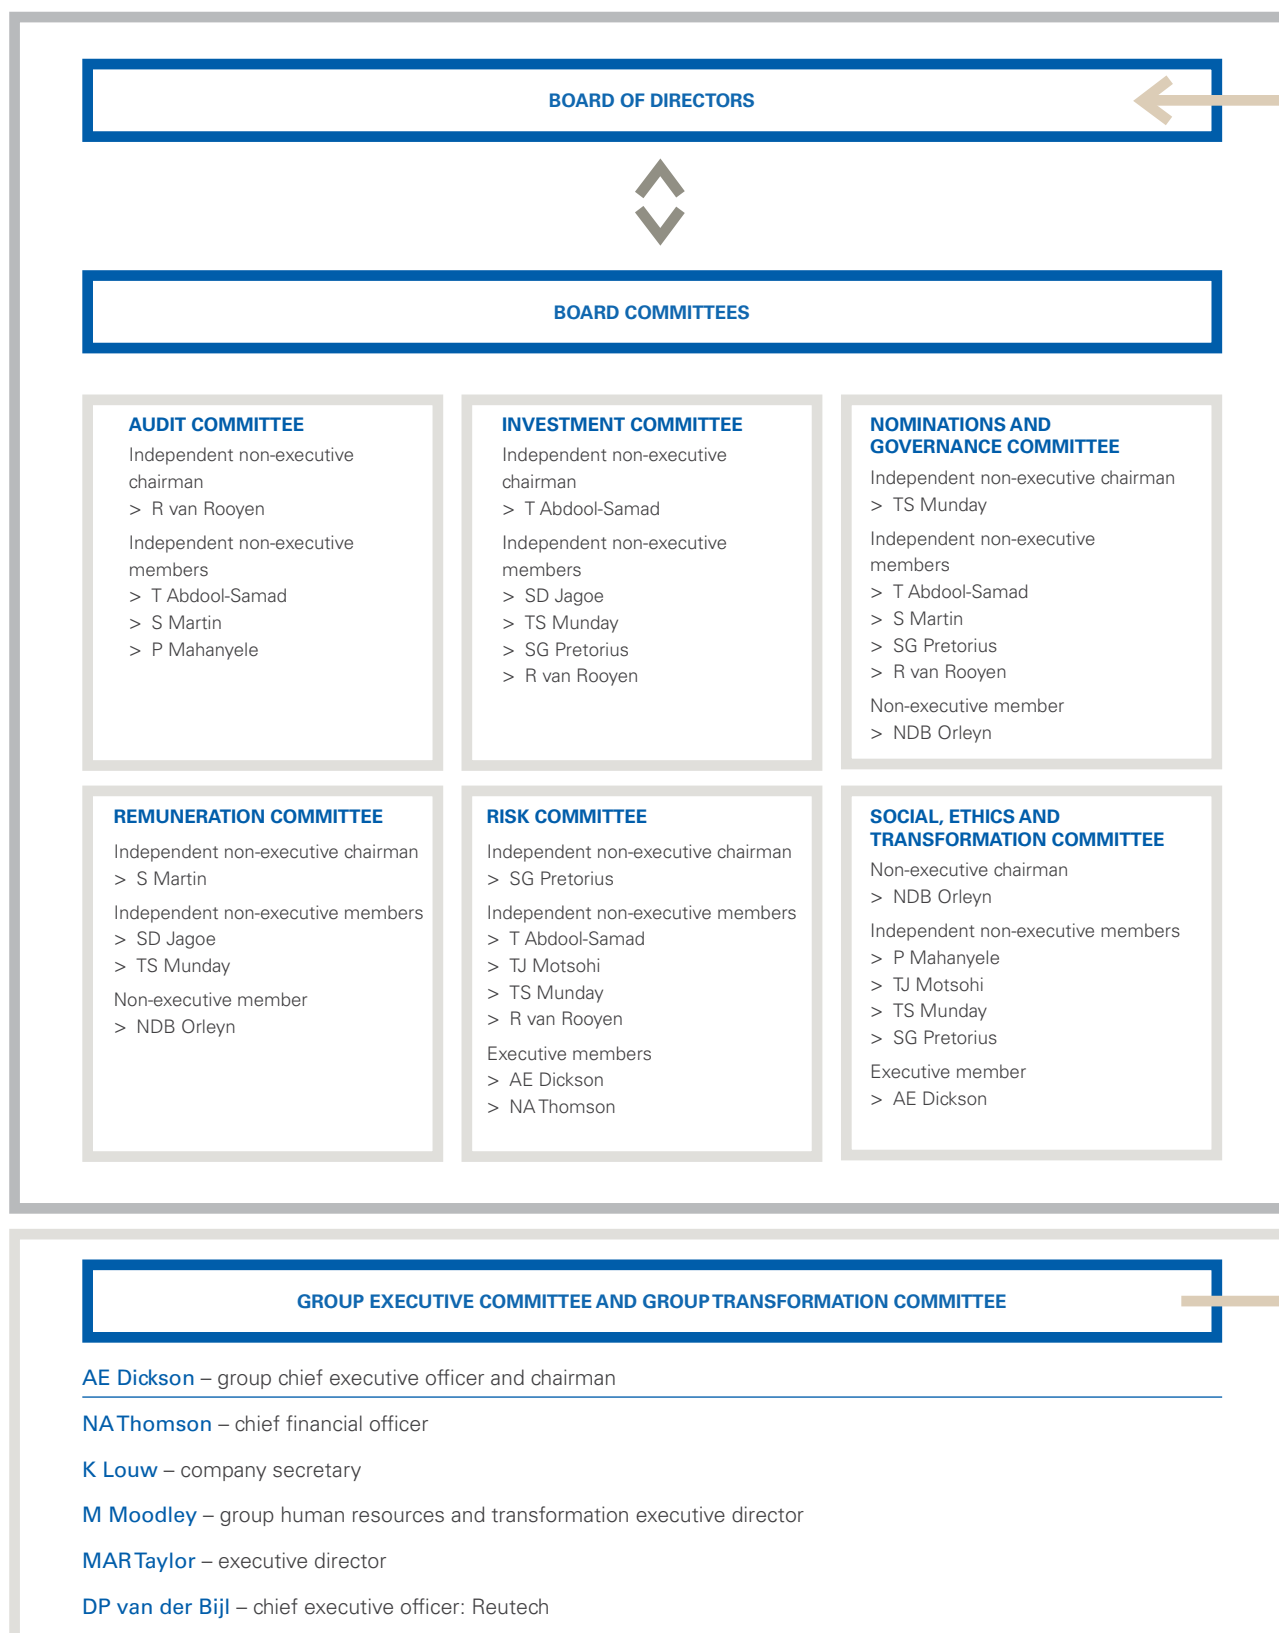 BOARD OF DIRECTORS
BOARD COMMITTEES
AUDIT COMMITTEE
Independent non-executive
chairman
> R van Rooyen
Independent non-executive
members
> T Abdool-Samad
> S Martin
> P Mahanyele
INVESTMENT COMMITTEE
Independent non-executive
chairman
> T Abdool-Samad
Independent non-executive
members
> SD Jagoe
> TS Munday
> SG Pretorius
> R van Rooyen
NOMINATIONS AND
GOVERNANCE COMMITTEE
Independent non-executive chairman
> TS Munday
Independent non-executive
members
> T Abdool-Samad
> S Martin
> SG Pretorius
> R van Rooyen
Non-executive member
> NDB Orleyn
REMUNERATION COMMITTEE
Independent non-executive chairman
> S Martin
Independent non-executive members
> SD Jagoe
> TS Munday
Non-executive member
> NDB Orleyn
RISK COMMITTEE
Independent non-executive chairman
> SG Pretorius
Independent non-executive members
> T Abdool-Samad
> TJ Motsohi
> TS Munday
> R van Rooyen
Executive members
> AE Dickson
> NA Thomson
SOCIAL, ETHICS AND
TRANSFORMATION COMMITTEE
Non-executive chairman
> NDB Orleyn
Independent non-executive members
> P Mahanyele
> TJ Motsohi
> TS Munday
> SG Pretorius
Executive member
> AE Dickson
GROUP EXECUTIVE COMMITTEE AND GROUP TRANSFORMATION COMMITTEE
AE Dickson – group chief executive officer and chairman
NA Thomson – chief financial officer
K Louw – company secretary
M Moodley – group human resources and transformation executive director
MAR Taylor – executive director
DP van der Bijl – chief executive officer: Reutech